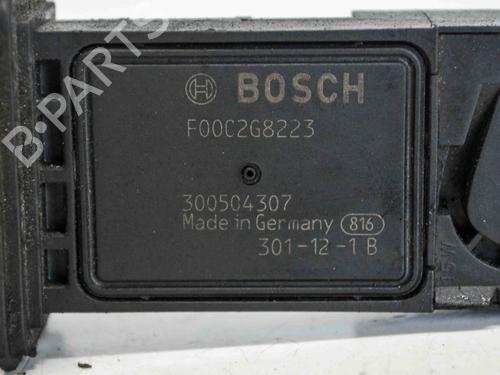 BOSCH
F00C2G8223
300504307
Made in Germany 816
301-12-1 B
B-PARTS